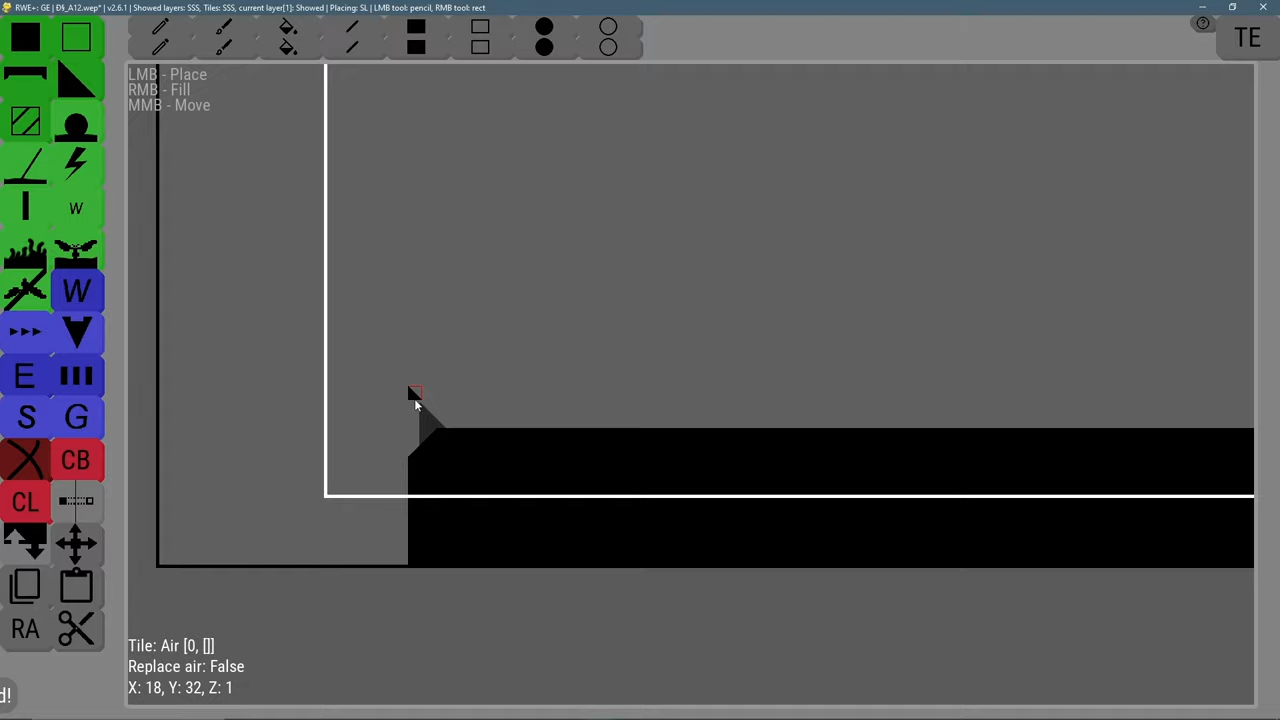 RWE+: GE | Đ§_A12.wep* | v2.6.1 | Showed layers: SSS, Tiles: SSS, current layer[1]: Showed | Placing: SL | LMB tool: pencil, RMB tool: rect
TE
LMB - Place
RMB - Fill
MMB - Move
W
W
E
S G
CB
CL
RA
Tile: Air [0, []]
Replace air: False
X: 18, Y: 32, Z: 1
d!